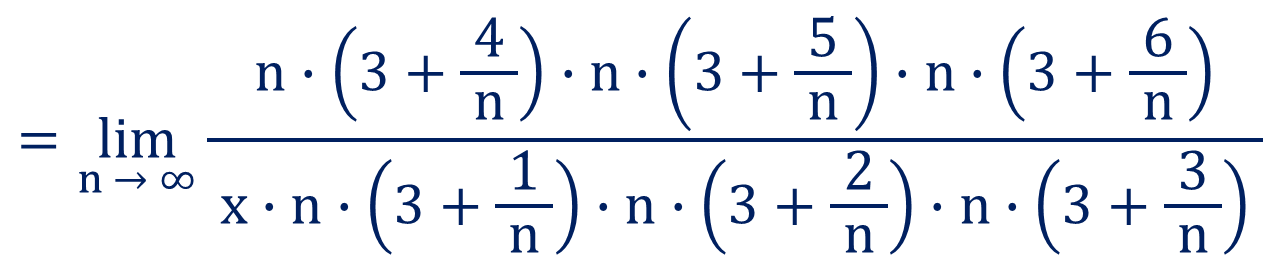 = lim n → ∞ n · (3 + 4/n) · n · (3 + 5/n) · n · (3 + 6/n) / x · n · (3 + 1/n) · n · (3 + 2/n) · n · (3 + 3/n)